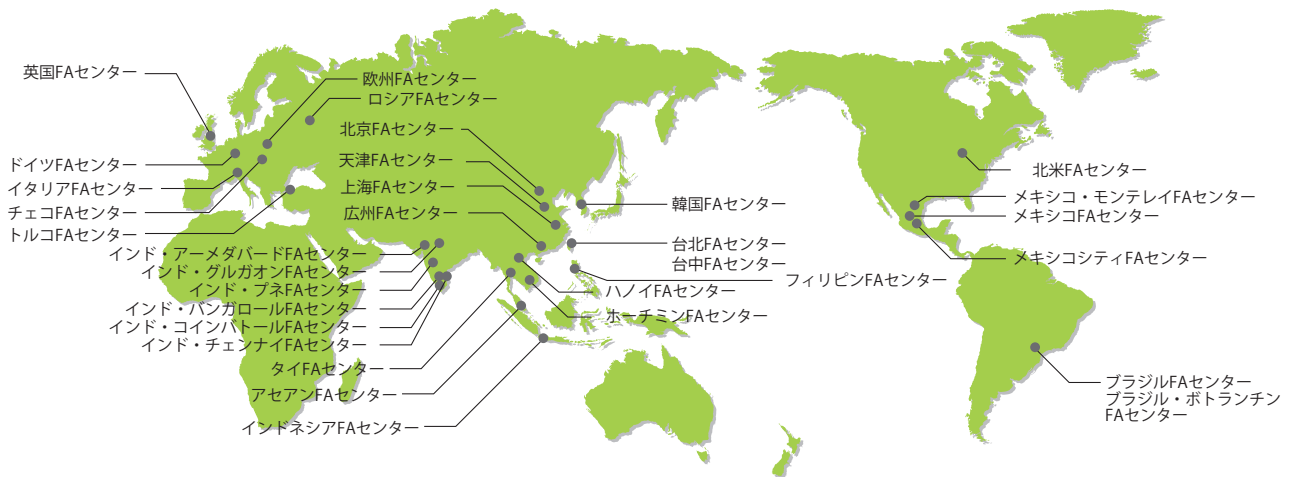 英国FAセンター
欧州FAセンター
ロシアFAセンター
北京FAセンター
天津FAセンター
上海FAセンター
広州FAセンター
ドイツFAセンター
イタリアFAセンター
チェコFAセンター
トルコFAセンター
インド・アーメダバードFAセンター
インド・グルガオンFAセンター
インド・プネFAセンター
インド・バンガロールFAセンター
インド・コインバトールFAセンター
インド・チェンナイFAセンター
タイFAセンター
アセアンFAセンター
インドネシアFAセンター
韓国FAセンター
台北FAセンター
台中FAセンター
フィリピンFAセンター
ハノイFAセンター
ホーチミンFAセンター
北米FAセンター
メキシコ・モンテレイFAセンター
メキシコFAセンター
メキシコシティFAセンター
ブラジルFAセンター
ブラジル・ボトランチン
FAセンター